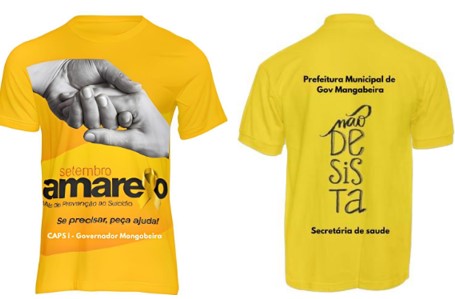 setembro
amarelo
de Prevenção ao Suicídio
Se precisar, peça ajuda!
CAPS I - Governador Mangabeira
Prefeitura Municipal de
Gov Mangabeira
não
DE
SIS
TA
Secretária de saude